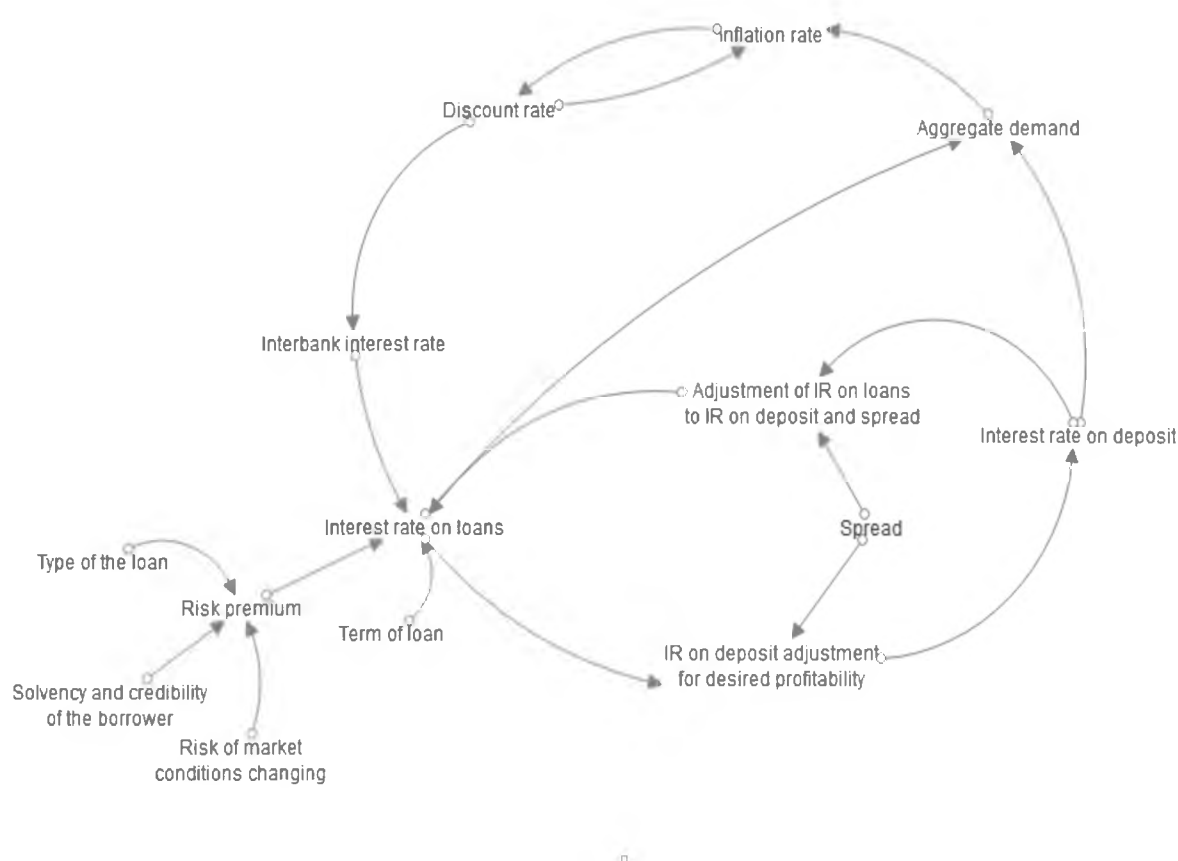 Inflation rate
Discount rate
Aggregate demand
Interbank interest rate
Adjustment of IR on loans
to IR on deposit and spread
Interest rate on deposit
Interest rate on loans
Spread
Type of the loan
Risk premium
Term of loan
IR on deposit adjustment
for desired profitability
Solvency and credibility
of the borrower
Risk of market
conditions changing